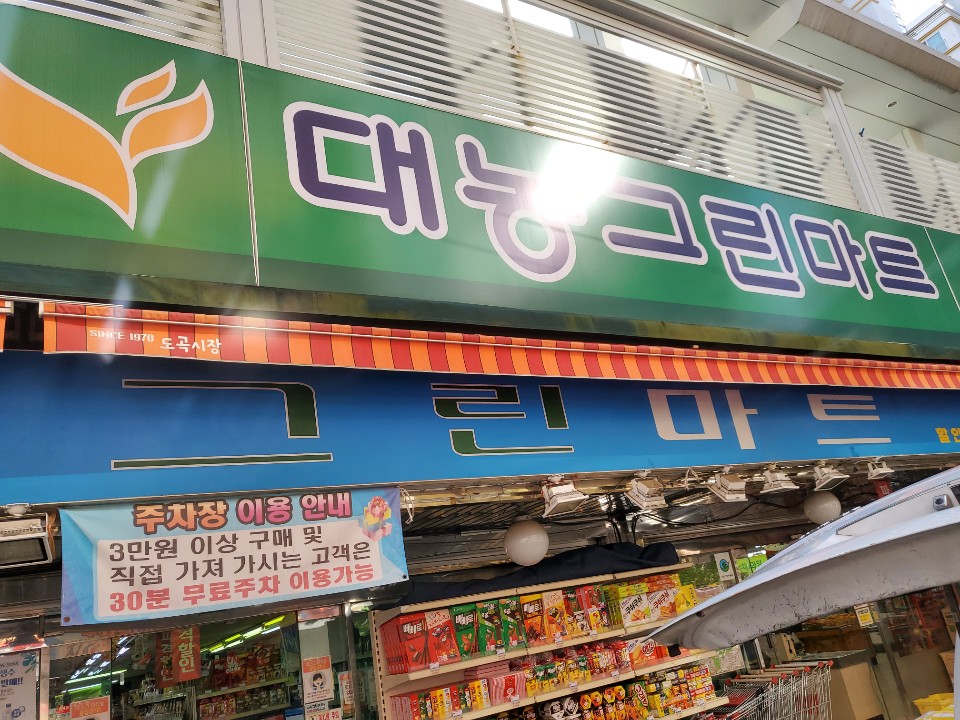 대농그린마트
SINCE 1970 도곡시장
그린마트
할인
주차장 이용 안내
3만원 이상 구매 및
직접 가져 가시는 고객은
30분 무료주차 이용가능